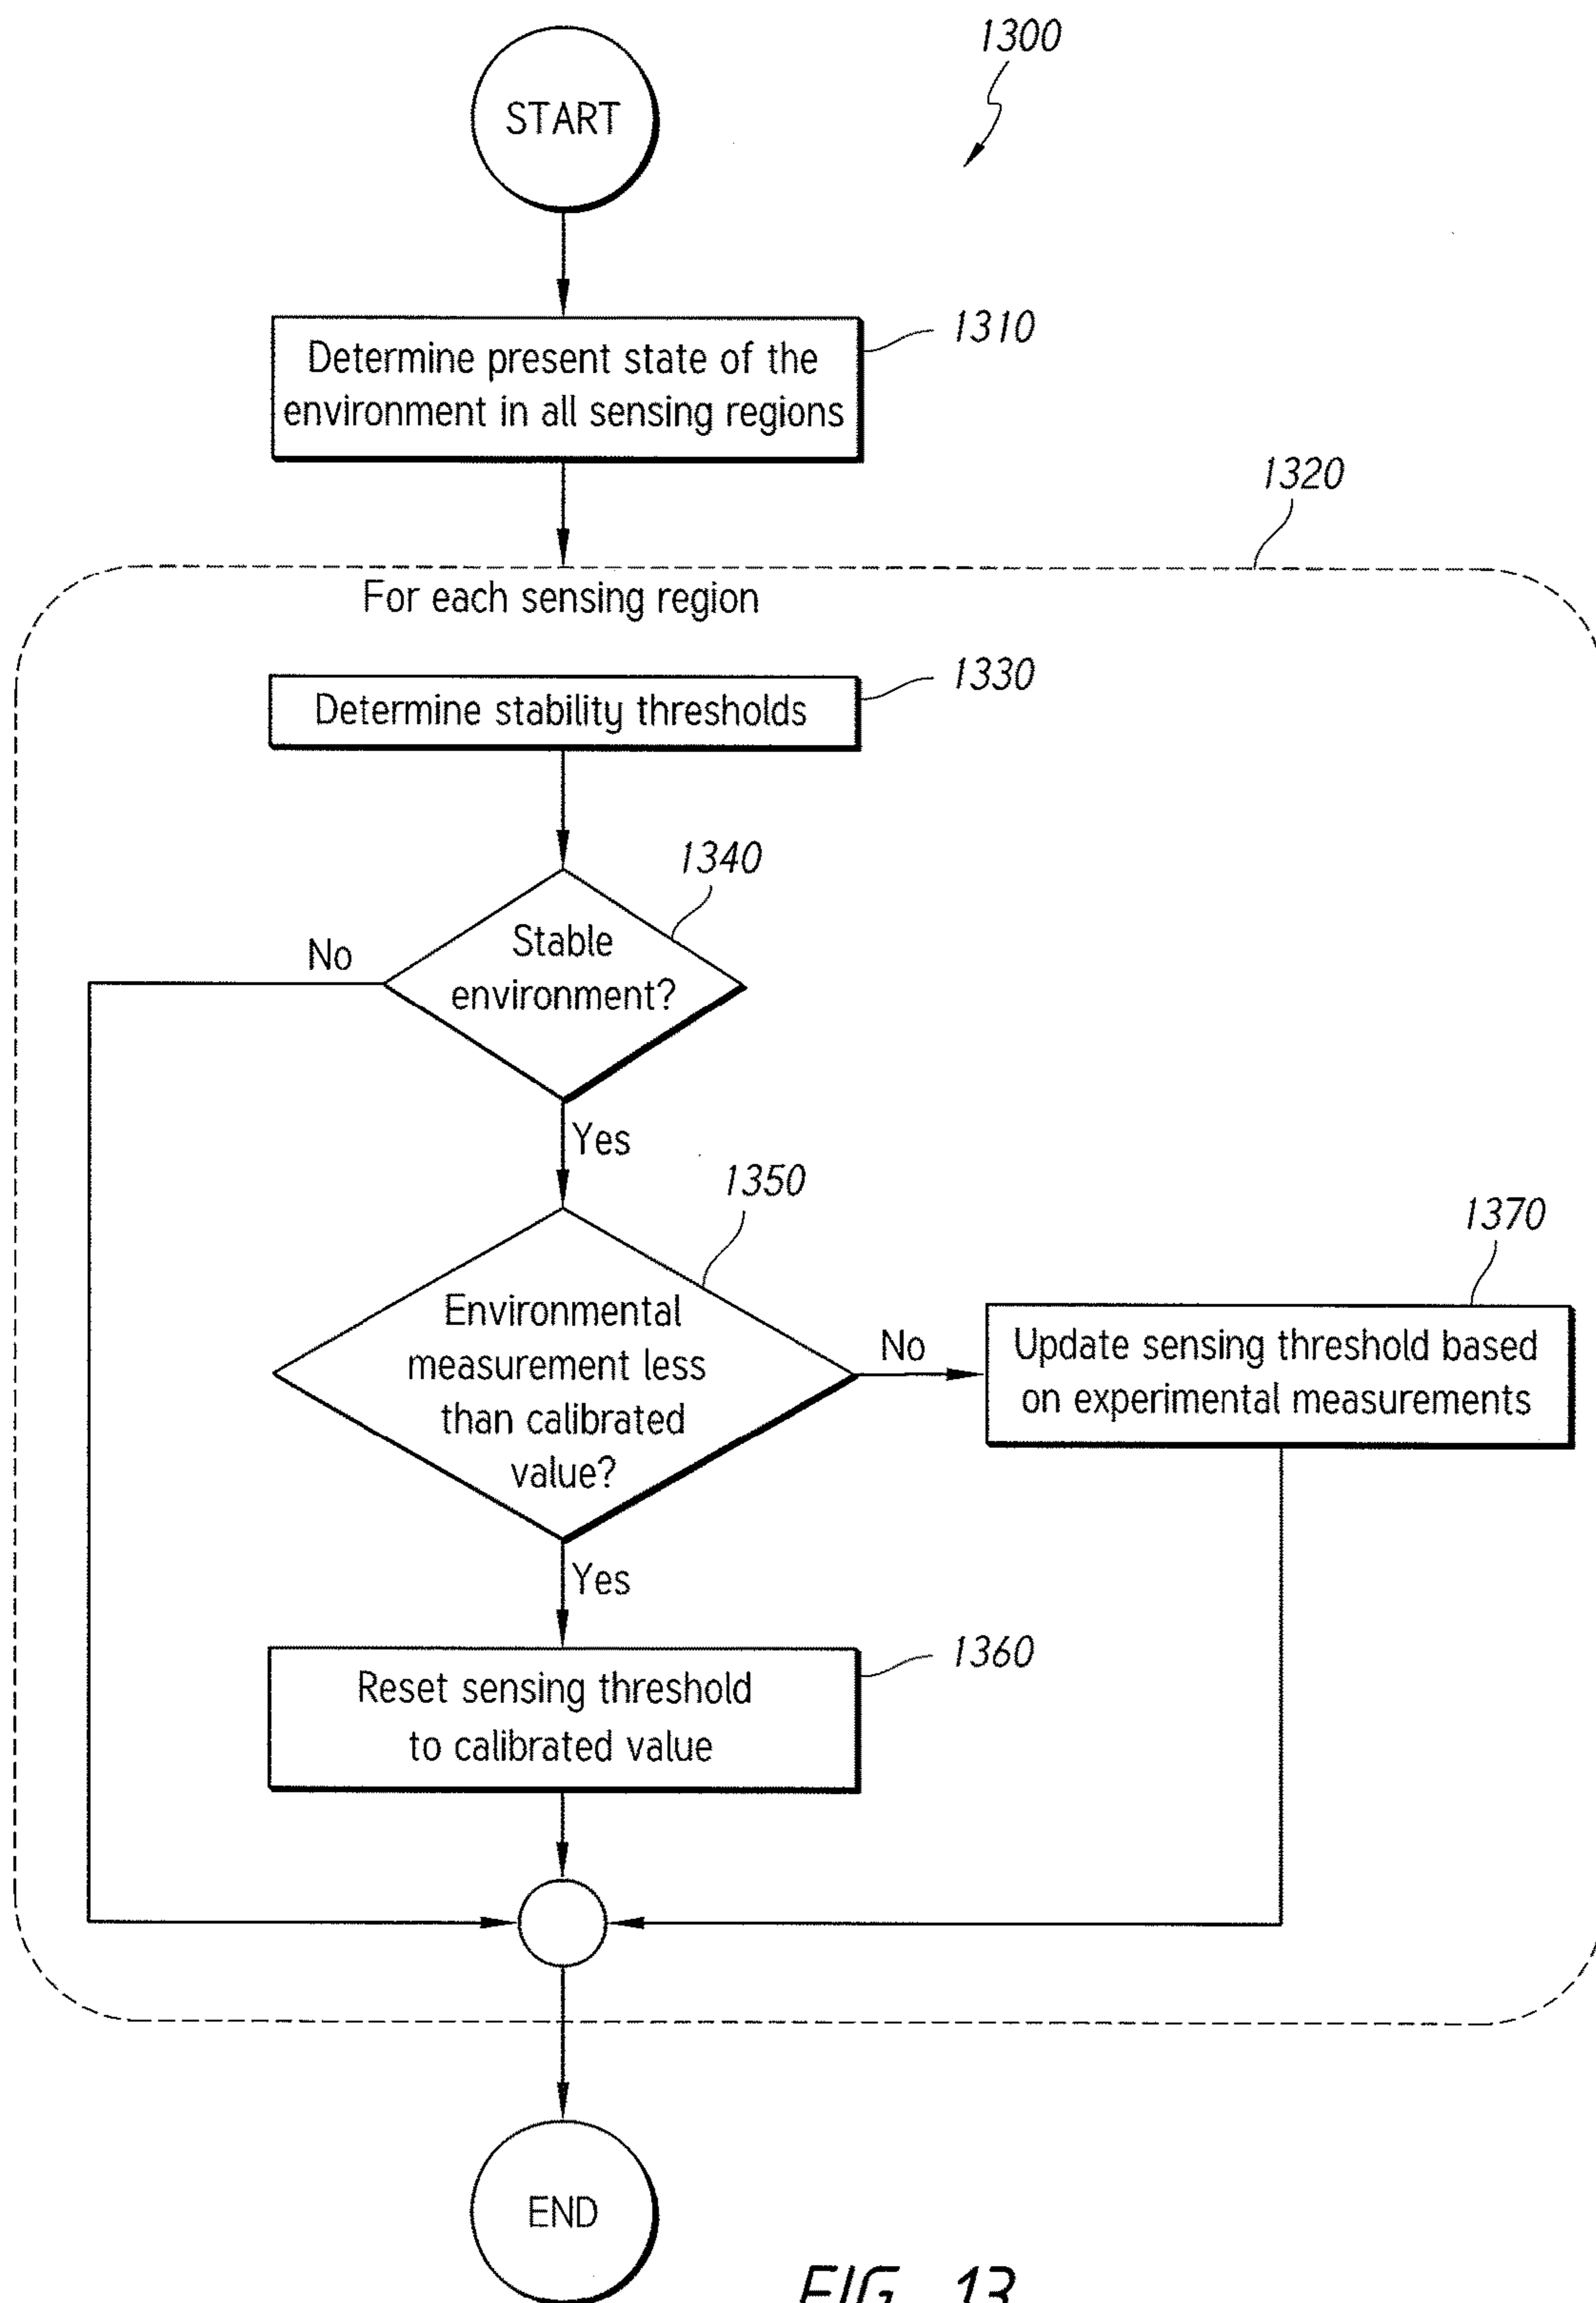 1300
START
1310
Determine present state of the
environment in all sensing regions
1320
For each sensing region
1330
Determine stability thresholds
1340
Stable
environment?
No
Yes
1350
Environmental
measurement less
than calibrated
value?
No
1370
Update sensing threshold based
on experimental measurements
Yes
1360
Reset sensing threshold
to calibrated value
END
FIG. 13